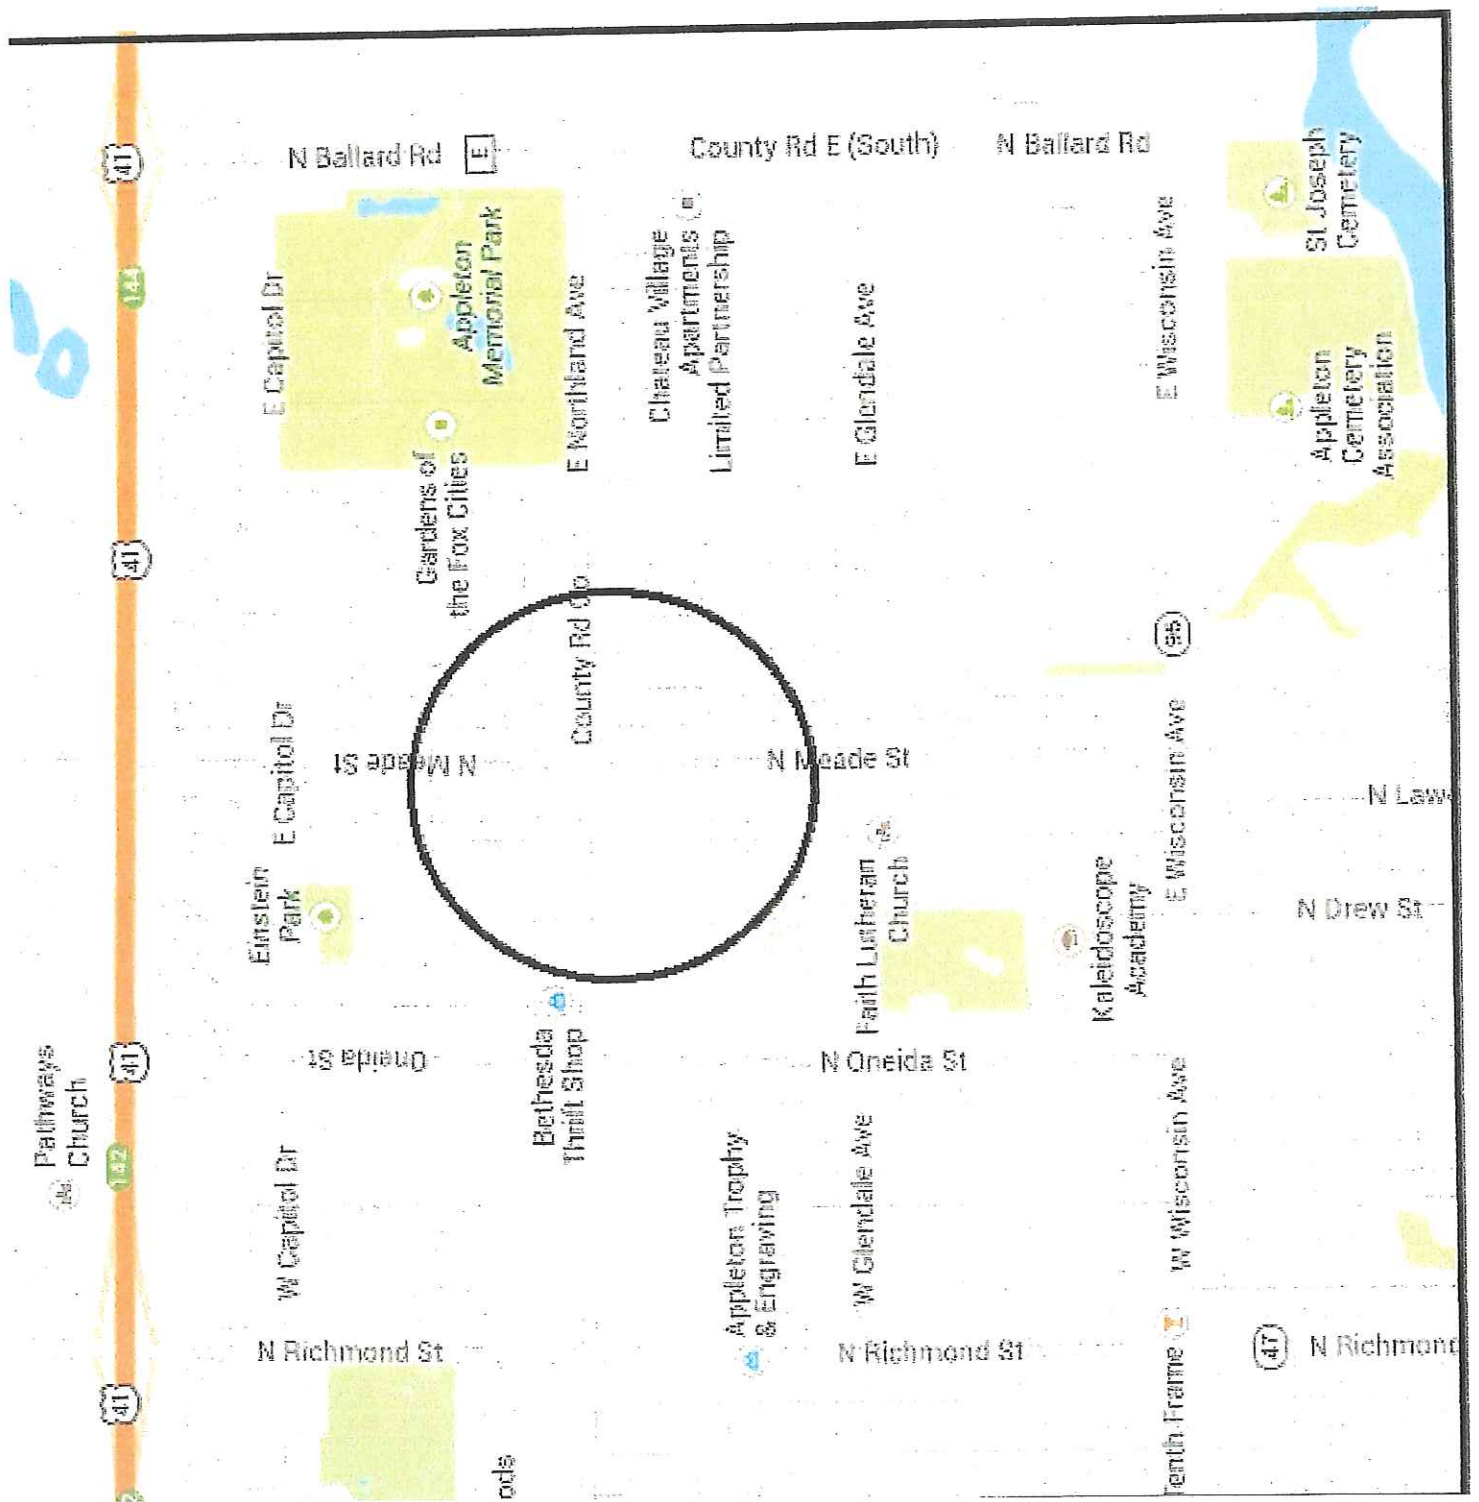 41
144
41
41
142
41
N Ballard Rd
E
County Rd E (South)
N Ballard Rd
E Capitol Dr
Appleton
Memorial Park
E Northland Ave
Chateau Village
Apartments
Limited Partnership
E Glendale Ave
E Wisconsin Ave
St Joseph
Cemetery
Appleton
Cemetery
Association
Gardens of
the Fox Cities
County Rd
96
E Capitol Dr
N Meade St
N Meade St
E Wisconsin Ave
N Law
Einstein
Park
Faith Lutheran
Church
Kaleidoscope
Academy
N Drew St
Pathways
Church
Oneida St
Bethesda
Thrift Shop
N Oneida St
W Capitol Dr
Appleton Trophy
& Engraving
W Glendale Ave
W Wisconsin Ave
N Richmond St
N Richmond St
Tenth Frame
47
N Richmond
ods